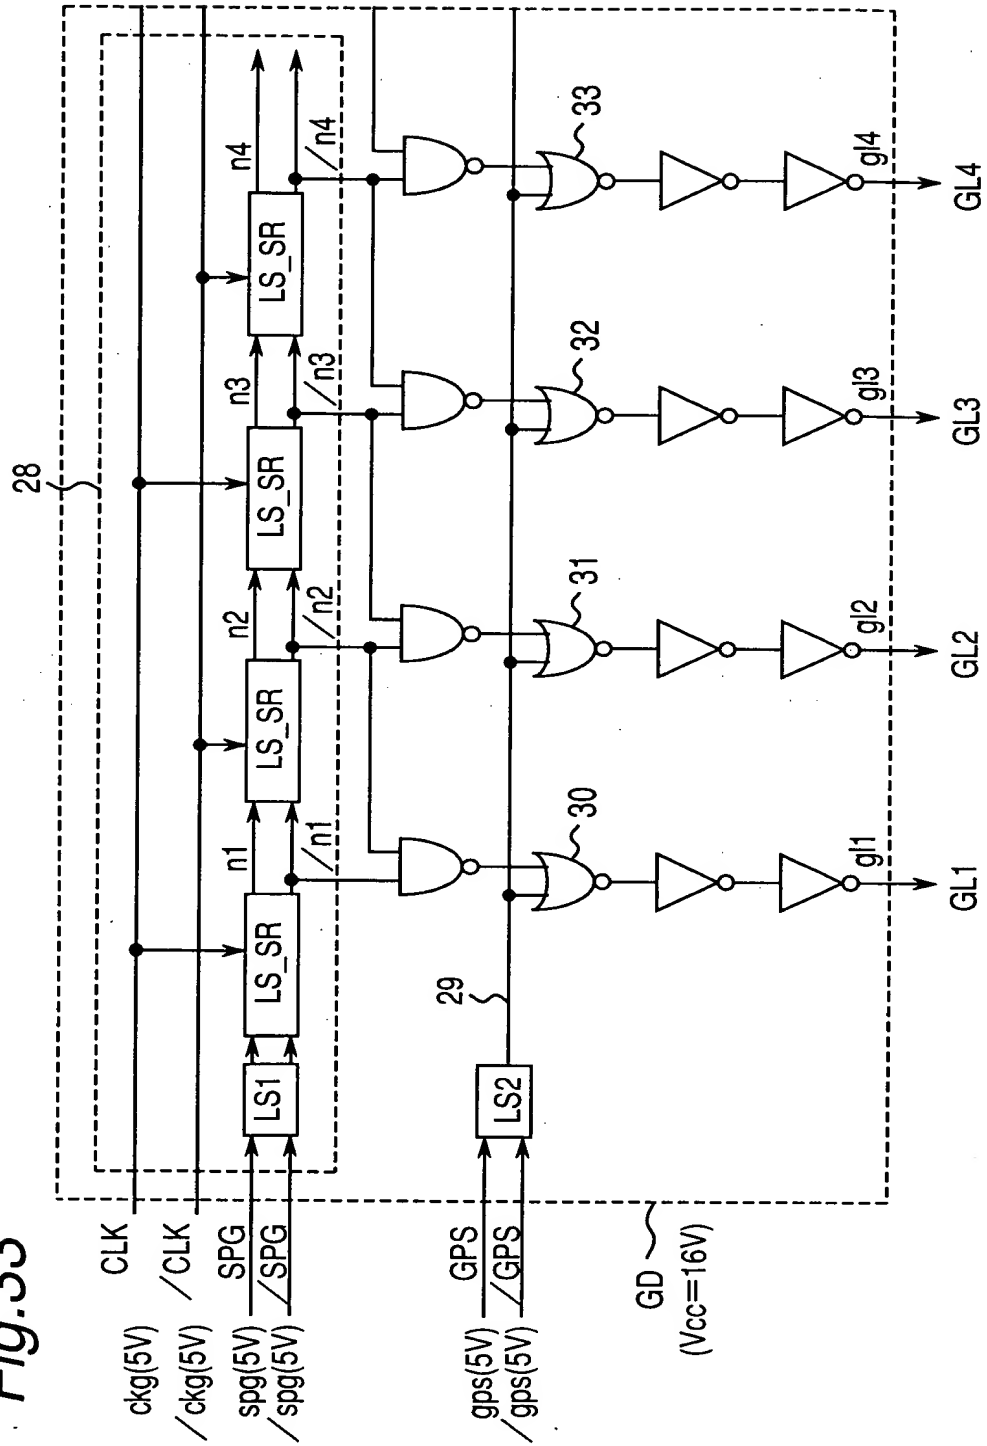 Fig.33
28
CLK
/CLK
SPG
/SPG
ckg(5V)
/ckg(5V)
spg(5V)
/spg(5V)
LS1
LS_SR
n1
/n1
LS_SR
n2
/n2
LS_SR
n3
/n3
LS_SR
n4
/n4
GPS
/GPS
gps(5V)
/gps(5V)
LS2
29
30
31
32
33
GD
(Vcc=16V)
gl1
gl2
gl3
gl4
GL1
GL2
GL3
GL4